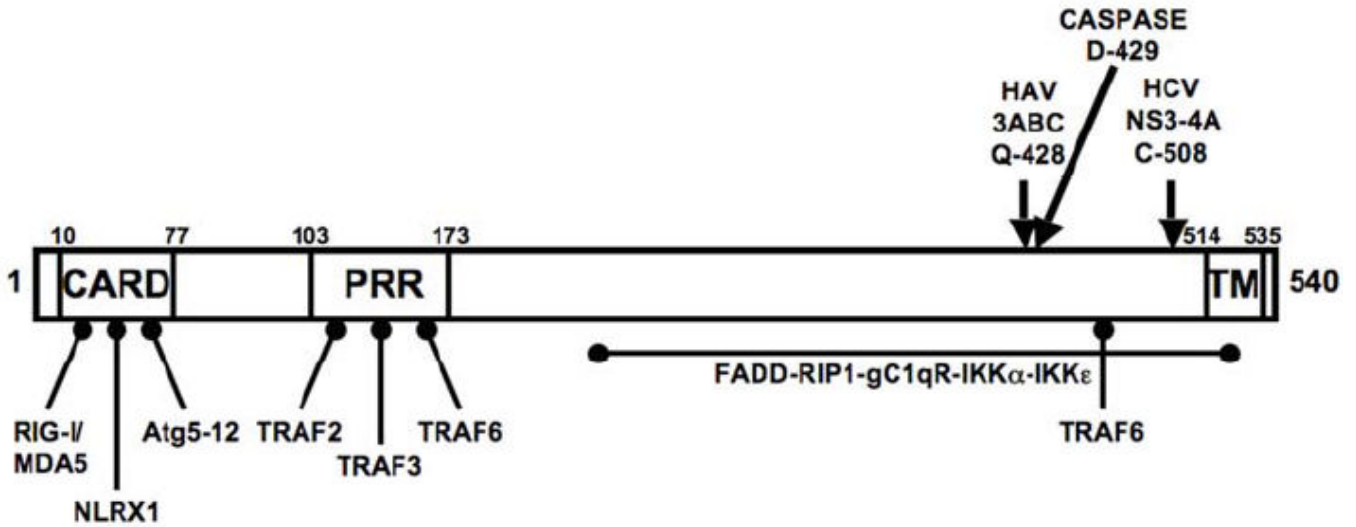 CASPASE
D-429
HAV
3ABC
Q-428
HCV
NS3-4A
C-508
10 77 103 173 514 535
1 CARD PRR TM 540
FADD-RIP1-gC1qR-IKKα-IKKε
RIG-I/
MDA5
Atg5-12 TRAF2 TRAF6 TRAF6
TRAF3
NLRX1